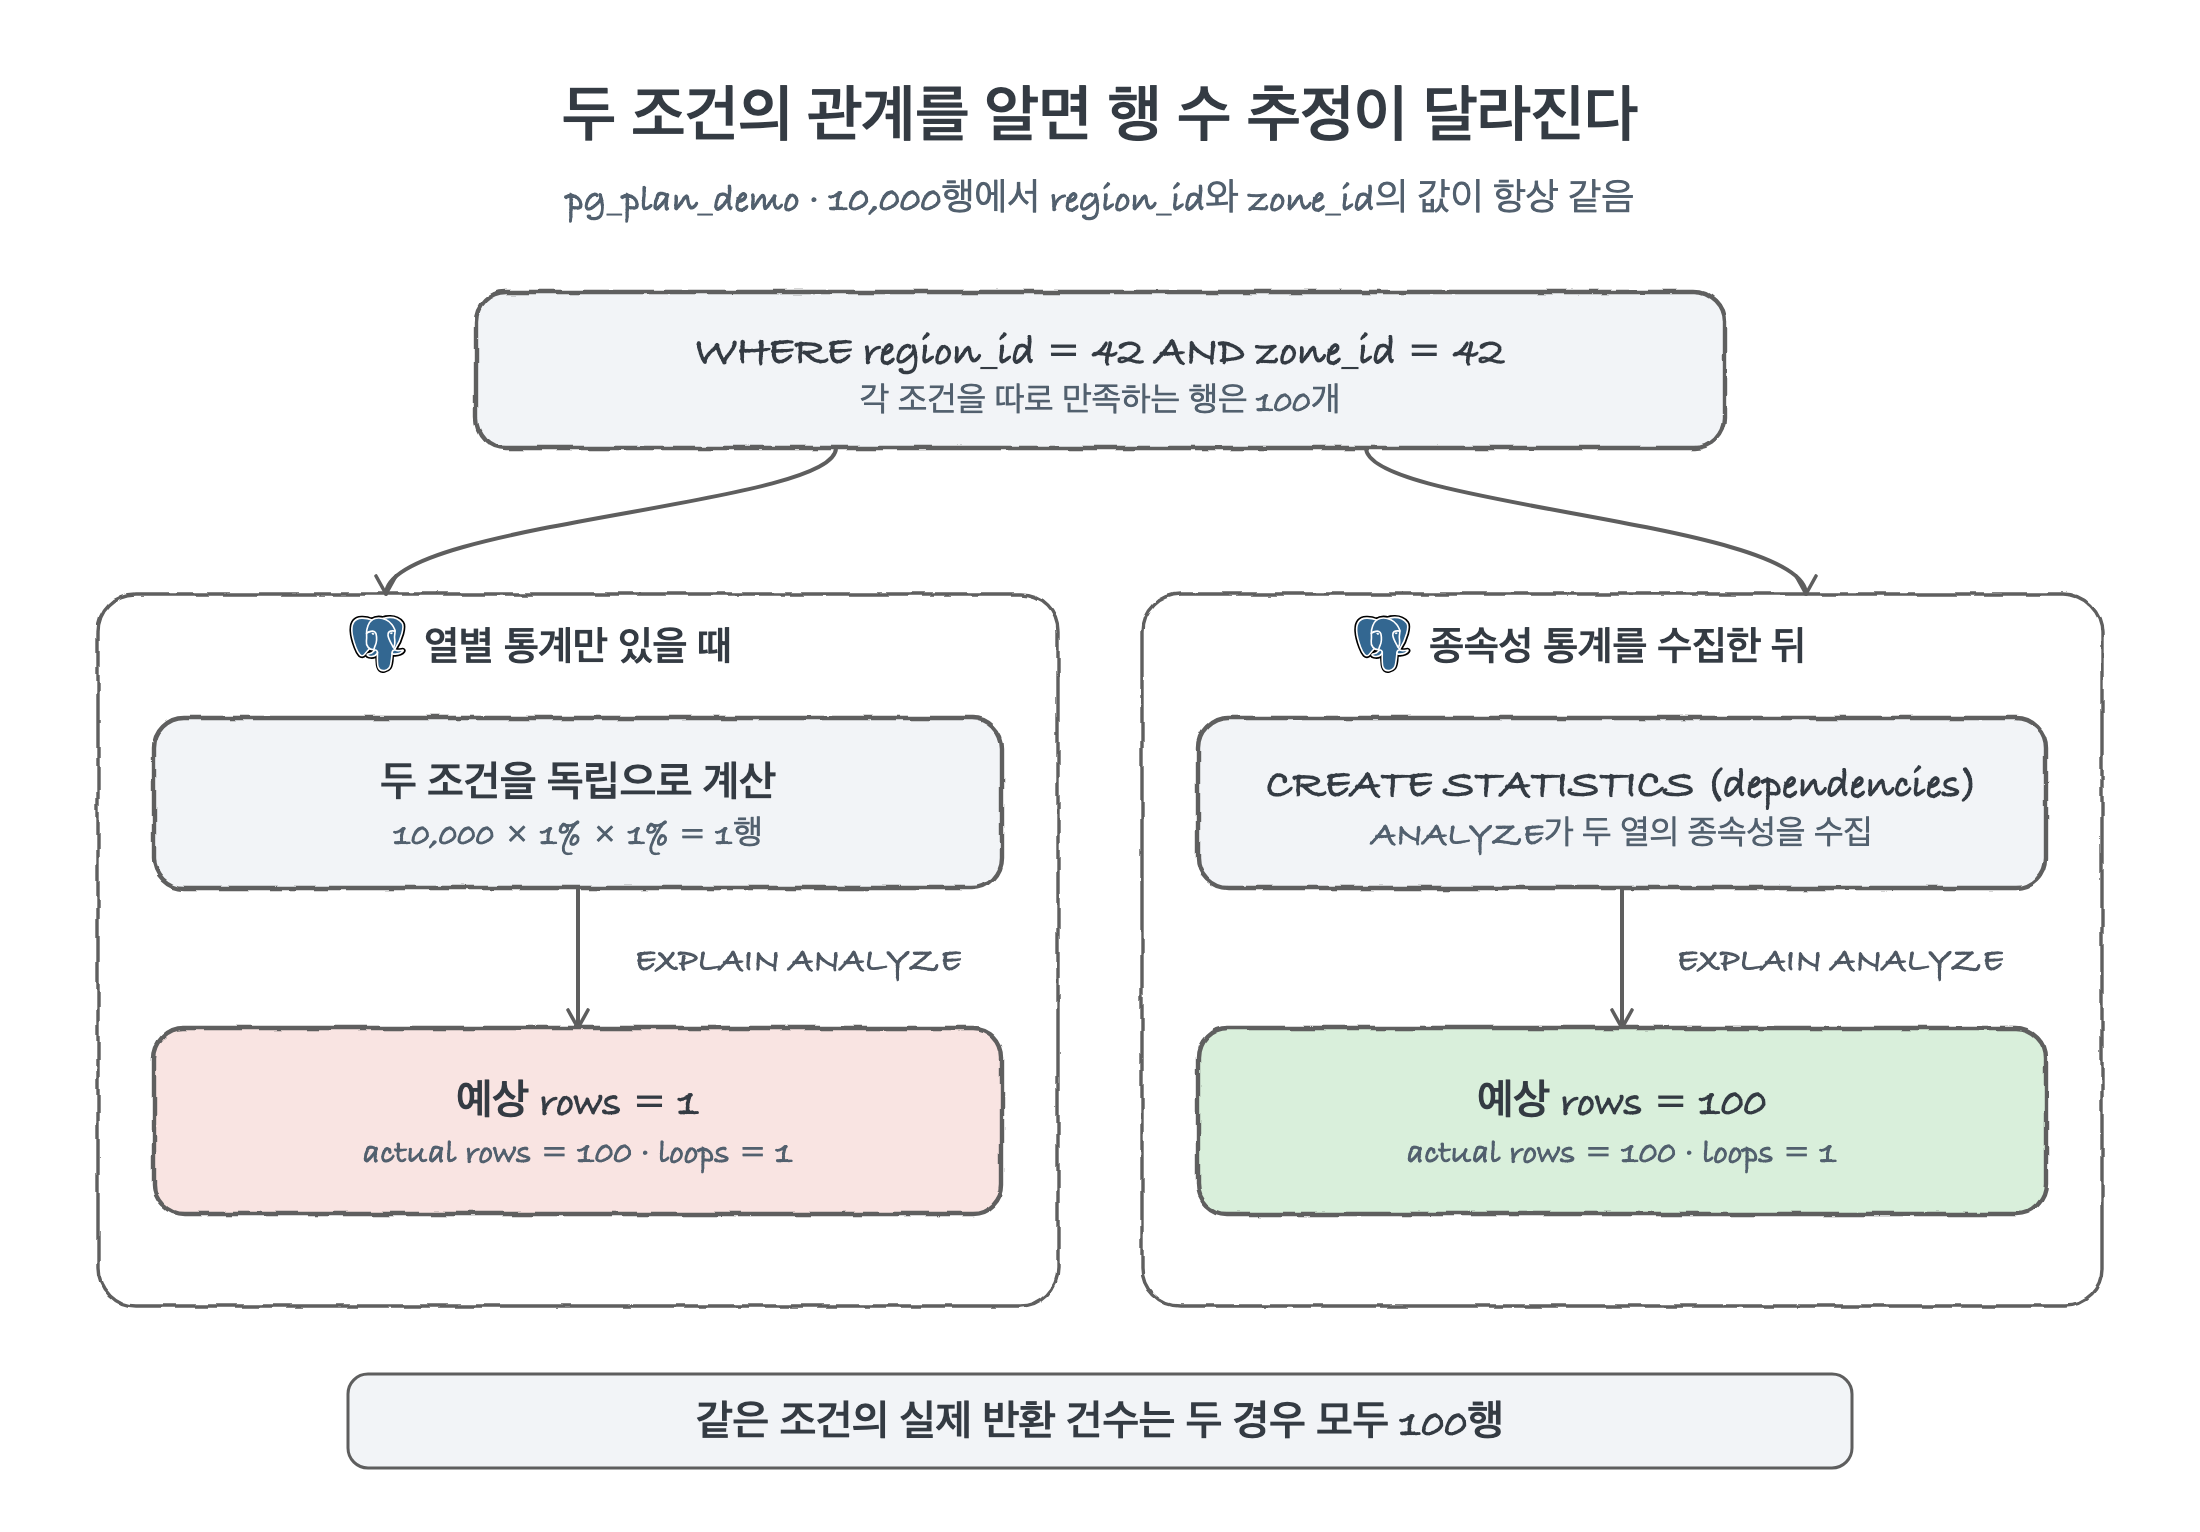 두 조건의 관계를 알면 행 수 추정이 달라진다
pg_plan_demo · 10,000행에서 region_id와 zone_id의 값이 항상 같음
WHERE region_id = 42 AND zone_id = 42
각 조건을 따로 만족하는 행은 100개
열별 통계만 있을 때
두 조건을 독립으로 계산
10,000 × 1% × 1% = 1행
EXPLAIN ANALYZE
예상 rows = 1
actual rows = 100 · loops = 1
종속성 통계를 수집한 뒤
CREATE STATISTICS (dependencies)
ANALYZE가 두 열의 종속성을 수집
EXPLAIN ANALYZE
예상 rows = 100
actual rows = 100 · loops = 1
같은 조건의 실제 반환 건수는 두 경우 모두 100행